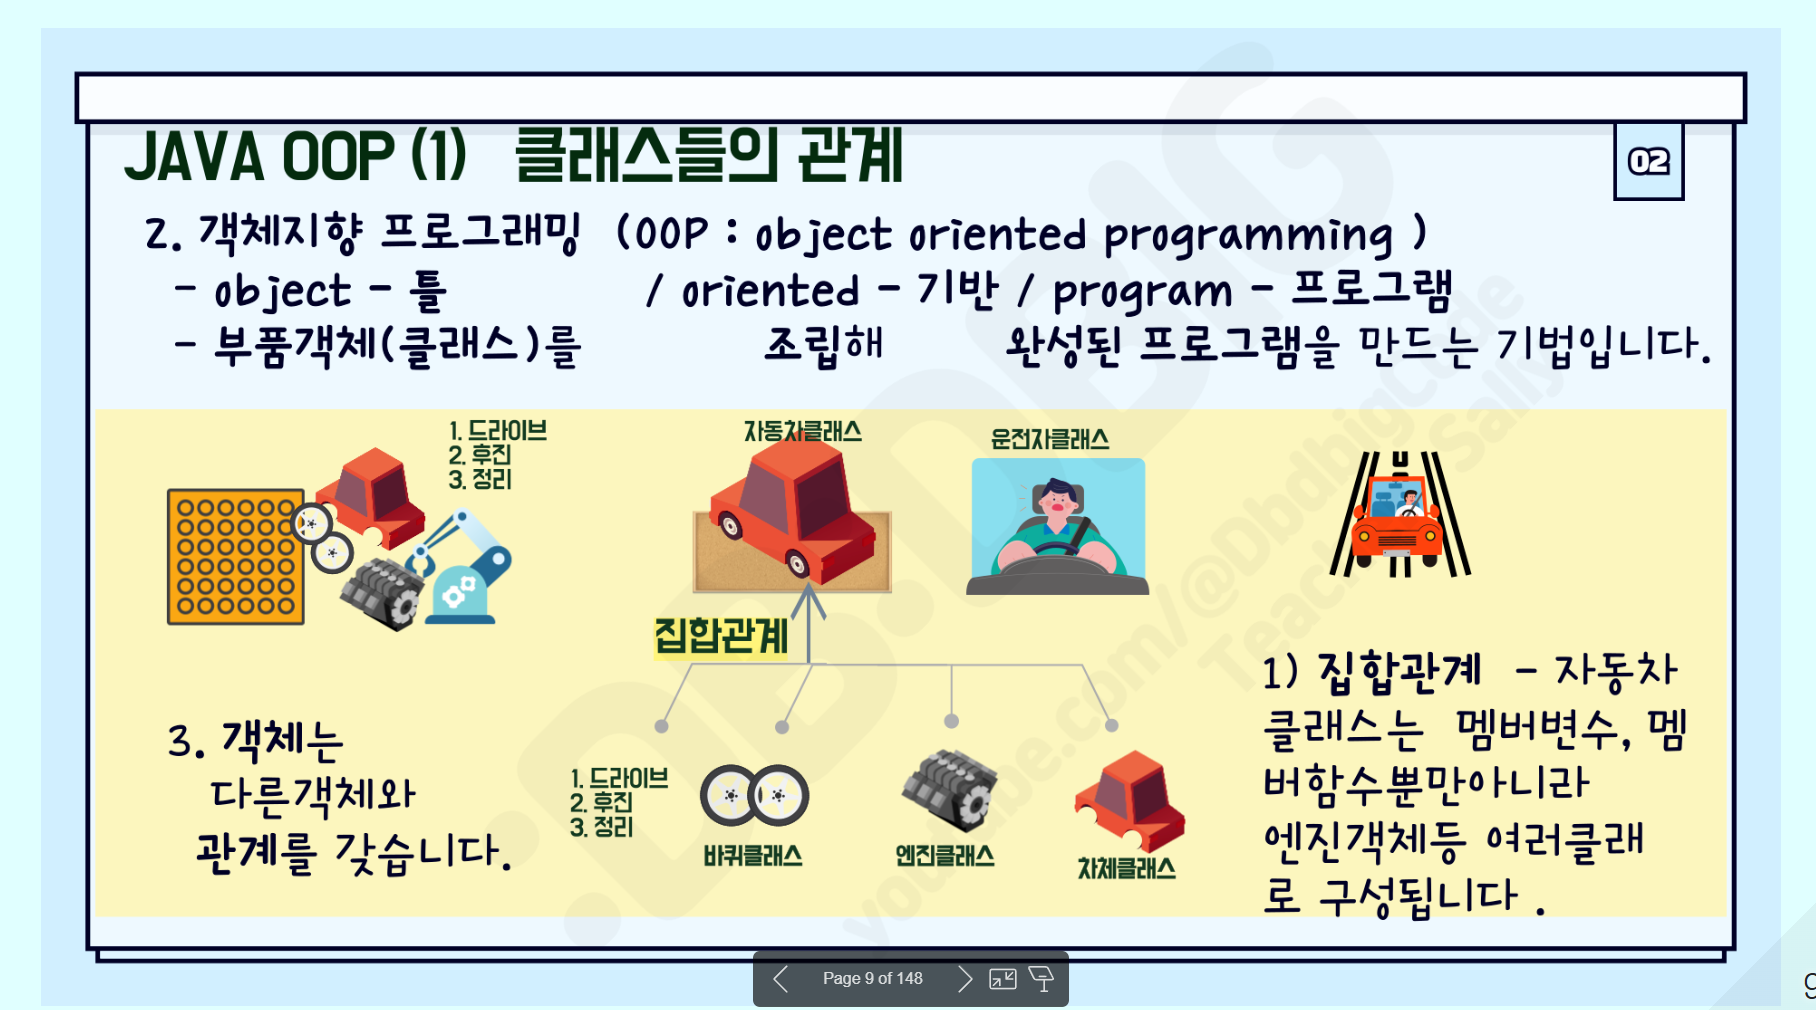 JAVA OOP (1) 클래스들의 관계
02
2. 객체지향 프로그래밍 (OOP : object oriented programming )
- object - 틀 / oriented - 기반 / program - 프로그램
- 부품객체(클래스)를 조립해 완성된 프로그램을 만드는 기법입니다.
1. 드라이브
2. 후진
3. 정리
자동차클래스
운전자클래스
집합관계
3. 객체는
다른객체와
관계를 갖습니다.
1. 드라이브
2. 후진
3. 정리
바퀴클래스
엔진클래스
차체클래스
1) 집합관계 - 자동차
클래스는 멤버변수, 멤
버함수뿐만아니라
엔진객체등 여러클래
로 구성됩니다 .
Page 9 of 148
9